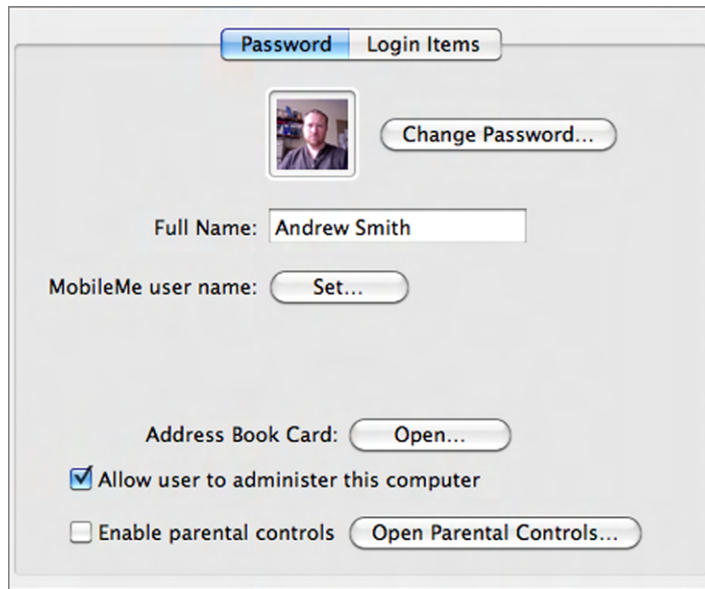 Password Login Items
Change Password...
Full Name: Andrew Smith
MobileMe user name: Set...
Address Book Card: Open...
Allow user to administer this computer
Enable parental controls Open Parental Controls...